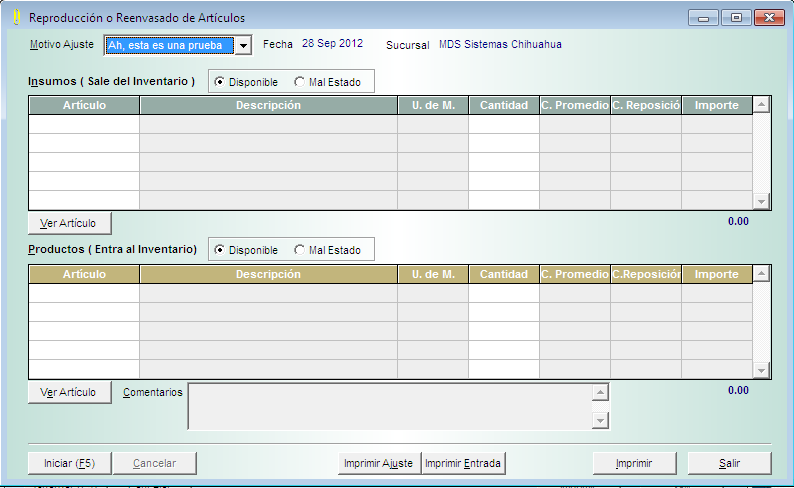 Reproducción o Reenvasado de Artículos
Motivo Ajuste Ah, esta es una prueba Fecha 28 Sep 2012 Sucursal MDS Sistemas Chihuahua
Insumos ( Sale del Inventario ) Disponible Mal Estado
Artículo Descripción U. de M. Cantidad C. Promedio C. Reposició Importe
Ver Artículo 0.00
Productos ( Entra al Inventario) Disponible Mal Estado
Artículo Descripción U. de M. Cantidad C. Promedio C.Reposición Importe
Ver Artículo Comentarios 0.00
Iniciar (F5) Cancelar Imprimir Ajuste Imprimir Entrada Imprimir Salir